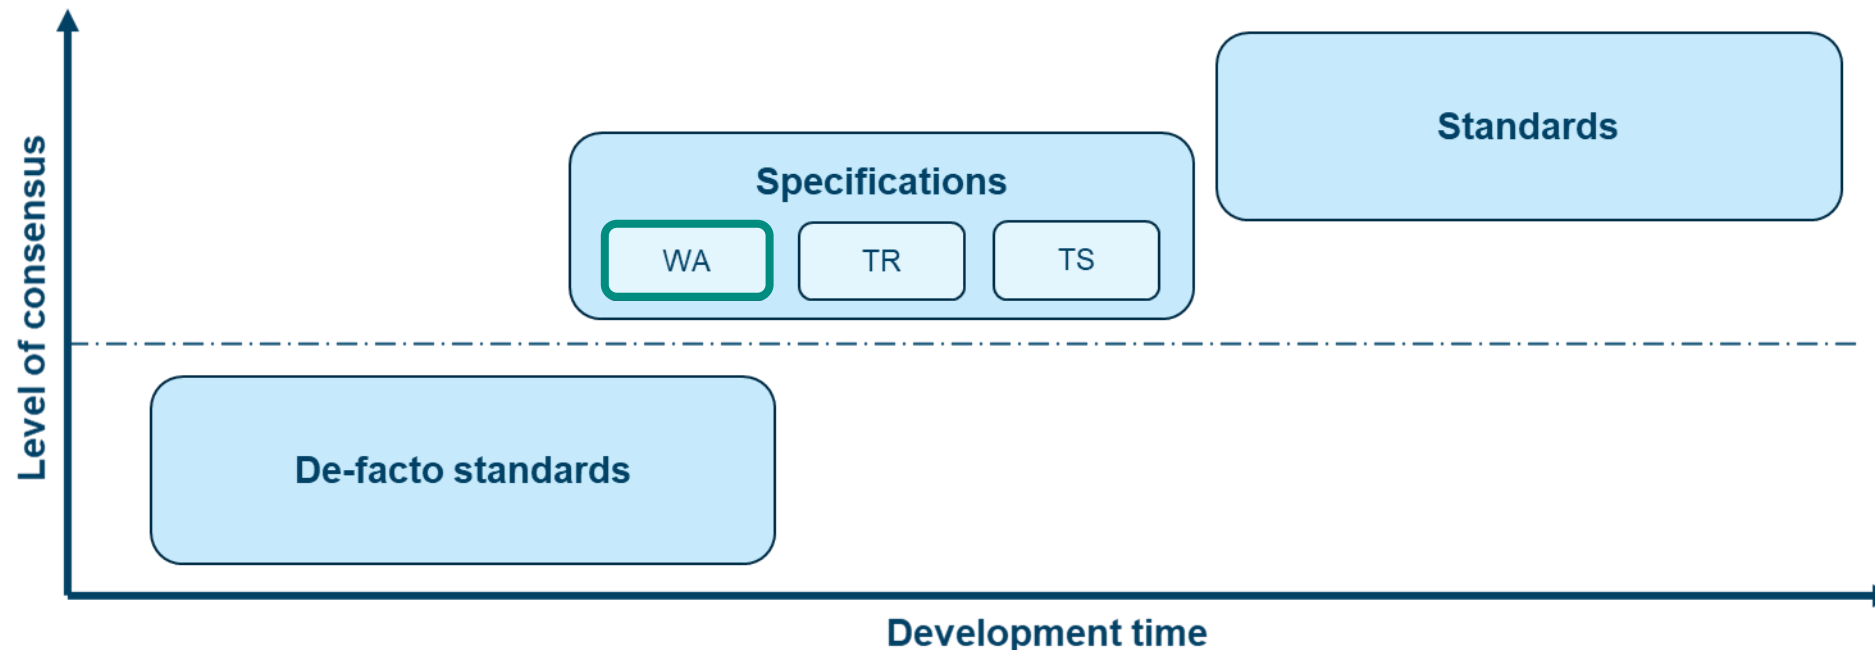 Level of consensus
Standards
Specifications
WA
TR
TS
De-facto standards
Development time